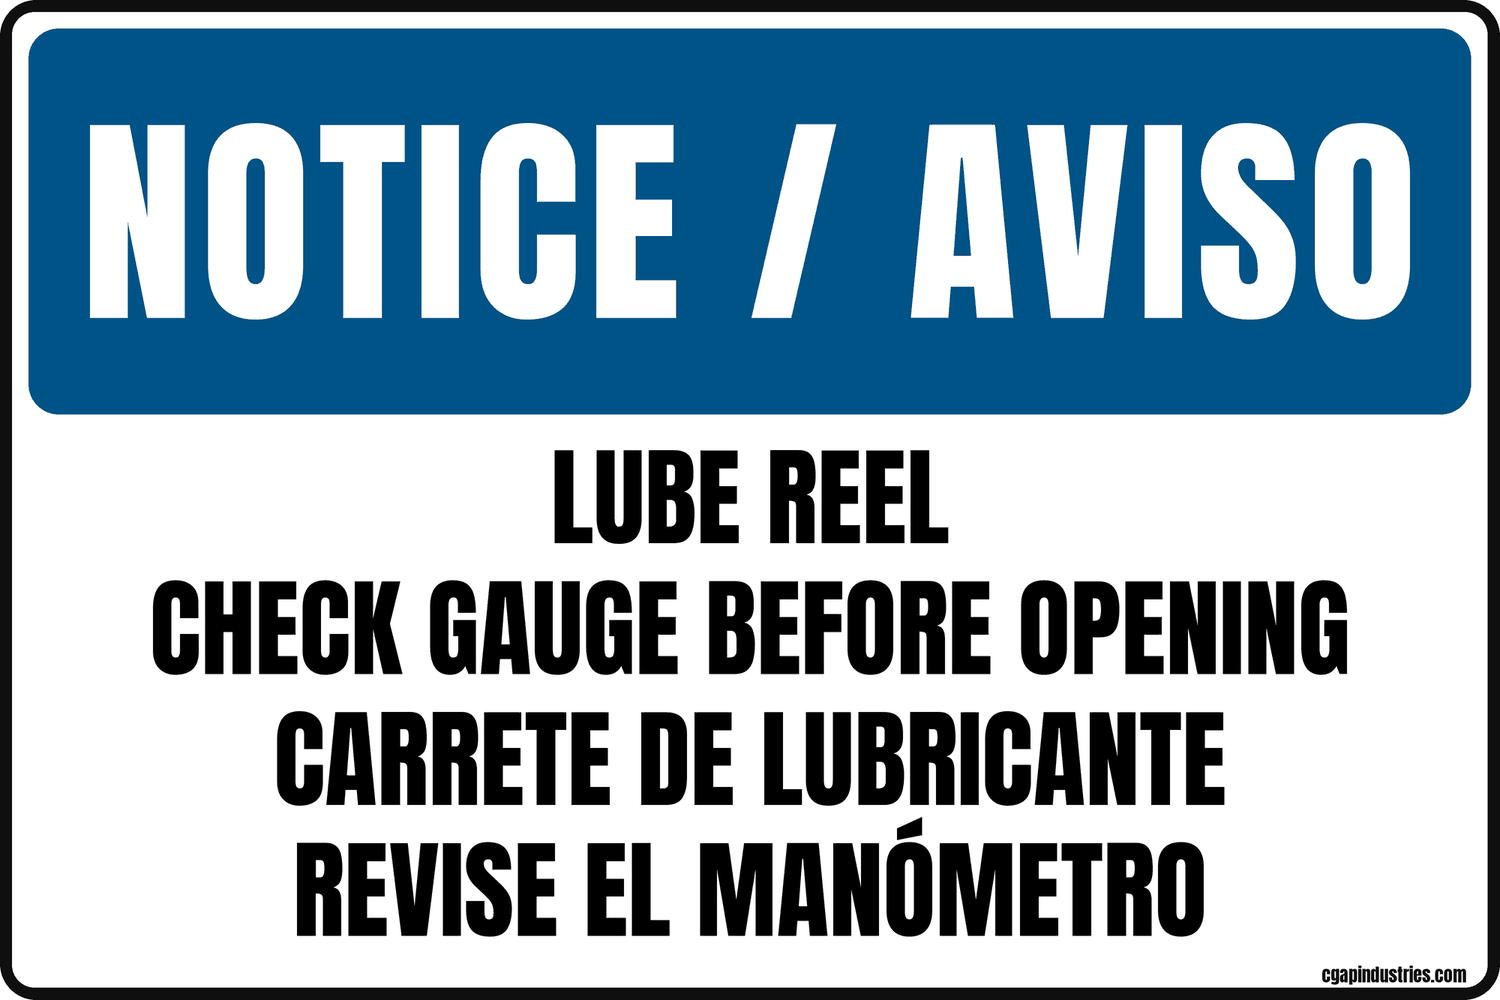 NOTICE / AVISO
LUBE REEL
CHECK GAUGE BEFORE OPENING
CARRETE DE LUBRICANTE
REVISE EL MANÓMETRO
cgapindustries.com